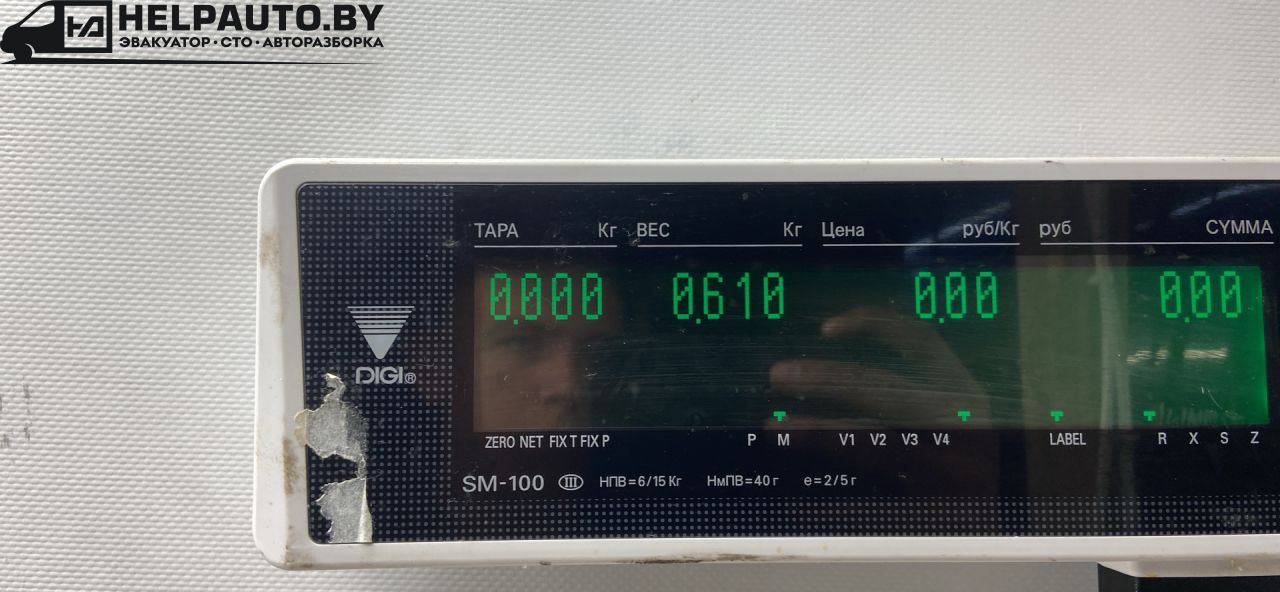 HELPAUTO.BY
ЭВАКУАТОР·СТО·АВТОРАЗБОРКА
ТАРА Кг ВЕС Кг Цена руб/Кг руб СУММА
0.000 0.610 0.00 0.00
DIGI®
ZERO NET FIX T FIX P P M V1 V2 V3 V4 LABEL R X S Z
SM-100 III НПВ=6/15 Кг НмПВ=40 г e=2/5 г